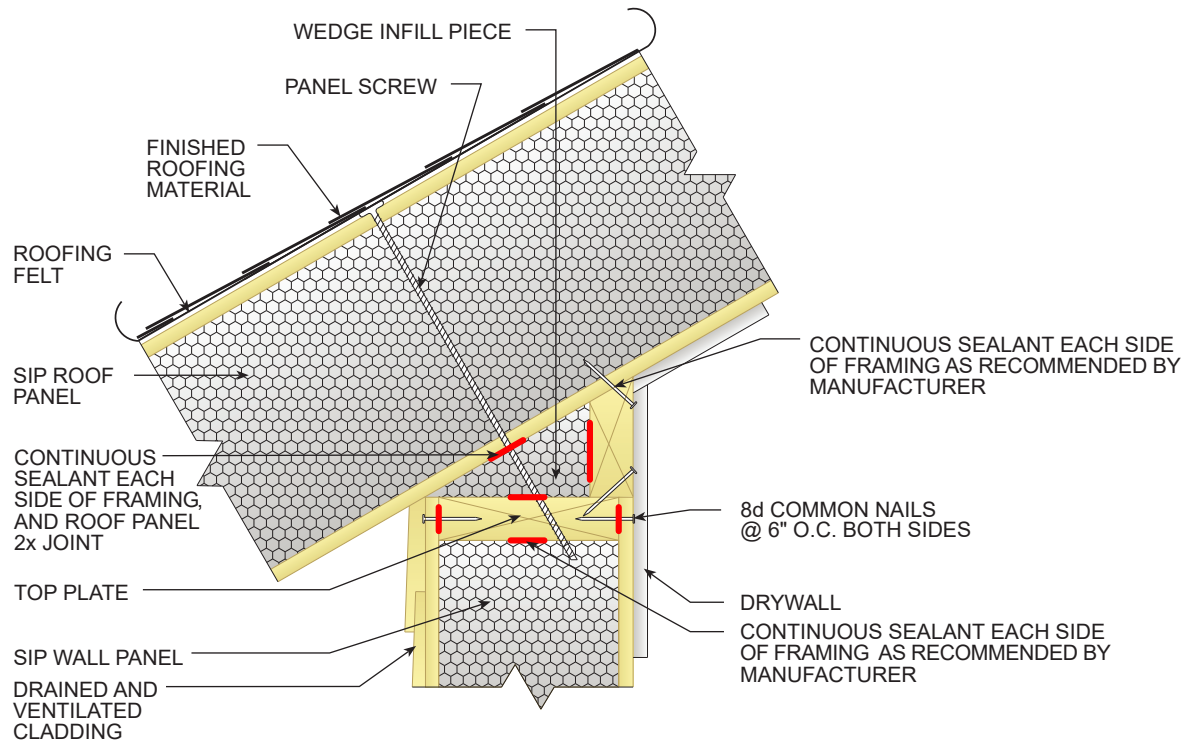 WEDGE INFILL PIECE
PANEL SCREW
FINISHED
ROOFING
MATERIAL
ROOFING
FELT
SIP ROOF
PANEL
CONTINUOUS
SEALANT EACH
SIDE OF FRAMING,
AND ROOF PANEL
2x JOINT
TOP PLATE
SIP WALL PANEL
DRAINED AND
VENTILATED
CLADDING
CONTINUOUS SEALANT EACH SIDE
OF FRAMING AS RECOMMENDED BY
MANUFACTURER
8d COMMON NAILS
@ 6" O.C. BOTH SIDES
DRYWALL
CONTINUOUS SEALANT EACH SIDE
OF FRAMING AS RECOMMENDED BY
MANUFACTURER